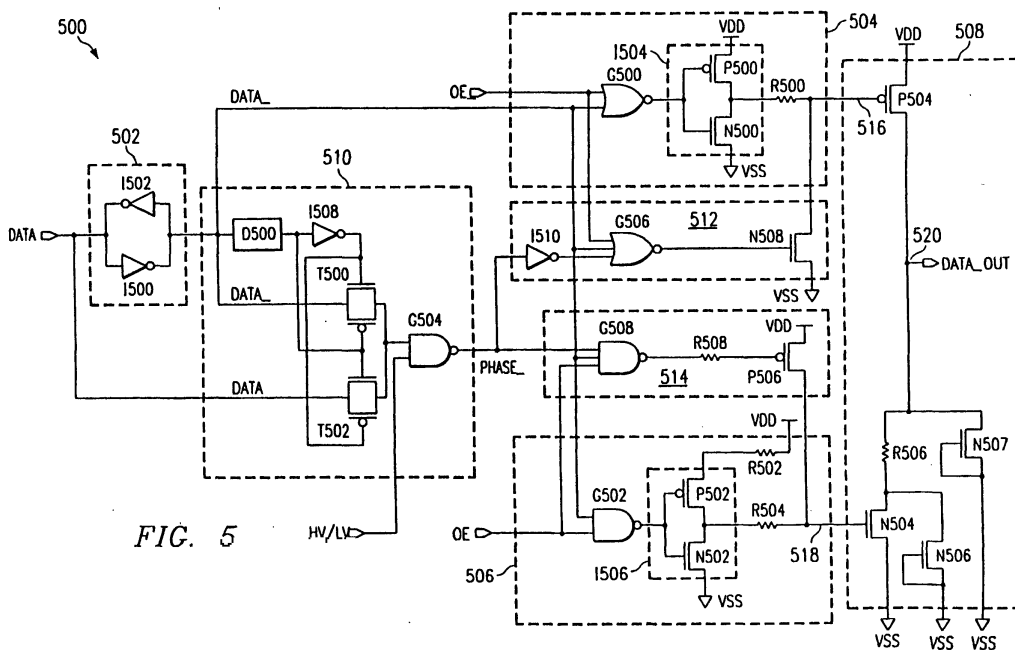 500
504
VDD
508
I504
VDD
P500
G500
OE_
DATA_
R500
P504
516
N500
502
510
VSS
I502
I508
G506
512
N508
520
DATA
D500
I510
DATA_OUT
I500
T500
VSS
DATA_
G504
G508
VDD
R508
PHASE_
514
P506
DATA
VDD
T502
R506
N507
R502
G502
P502
R504
N504
FIG. 5
HV/LV
OE
518
N506
N502
506
I506
VSS
VSS
VSS
VSS